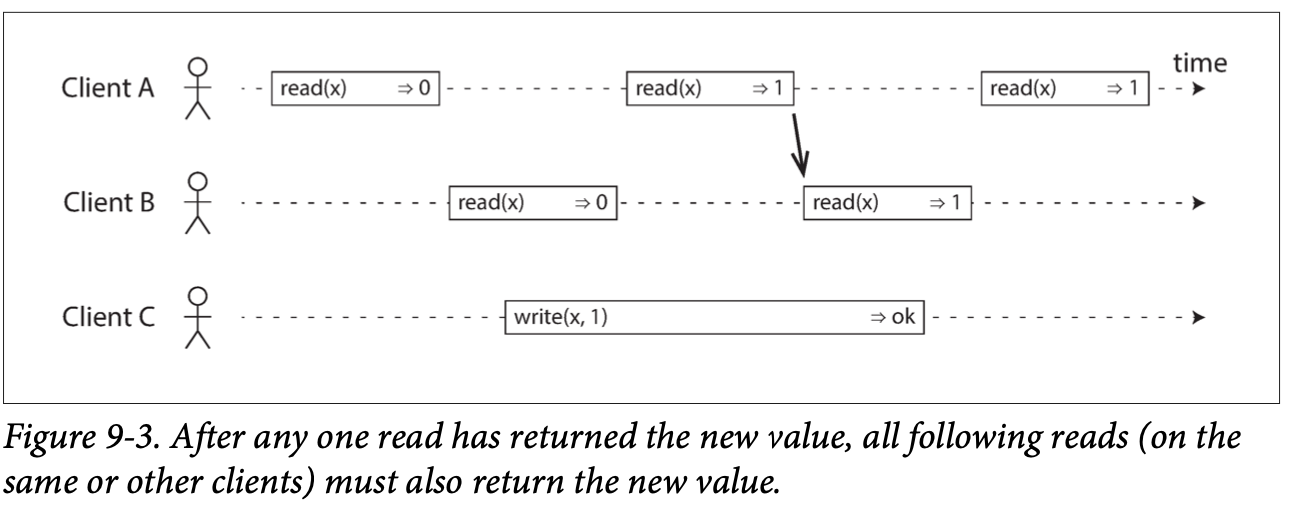 time
Client A read(x) ⇒ 0 read(x) ⇒ 1 read(x) ⇒ 1
Client B read(x) ⇒ 0 read(x) ⇒ 1
Client C write(x, 1) ⇒ ok
Figure 9-3. After any one read has returned the new value, all following reads (on the
same or other clients) must also return the new value.